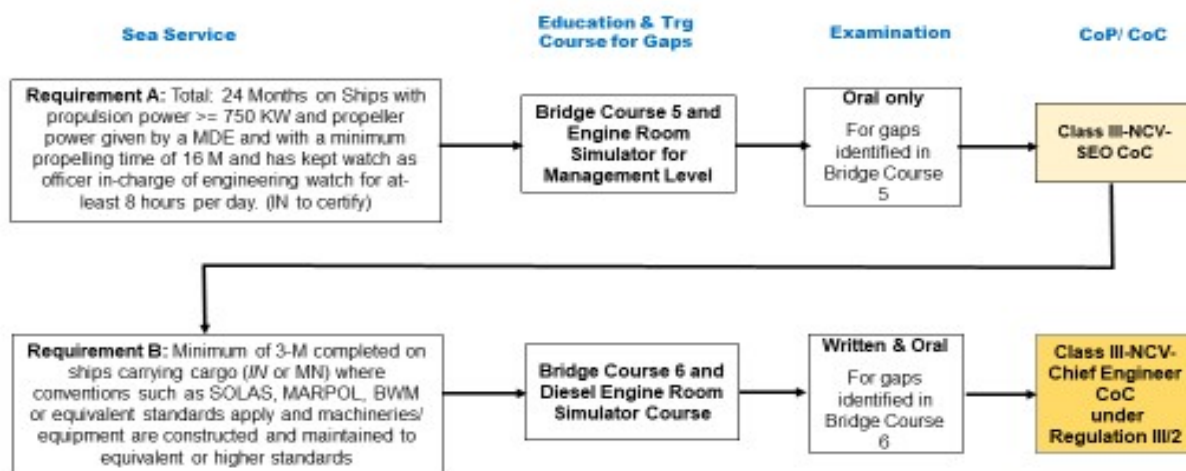 Sea Service
Education & Trg
Course for Gaps
Examination
CoP/ CoC
Requirement A: Total: 24 Months on Ships with
propulsion power >= 750 KW and propeller
power given by a MDE and with a minimum
propelling time of 16 M and has kept watch as
officer in-charge of engineering watch for at-
least 8 hours per day. (IN to certify)
Bridge Course 5 and
Engine Room
Simulator for
Management Level
Oral only
For gaps
identified in
Bridge Course
5
Class III-NCV-
SEO CoC
Requirement B: Minimum of 3-M completed on
ships carrying cargo (IN or MN) where
conventions such as SOLAS, MARPOL, BWM
or equivalent standards apply and machineries/
equipment are constructed and maintained to
equivalent or higher standards
Bridge Course 6 and
Diesel Engine Room
Simulator Course
Written & Oral
For gaps
identified in
Bridge Course
6
Class III-NCV-
Chief Engineer
CoC
under
Regulation III/2